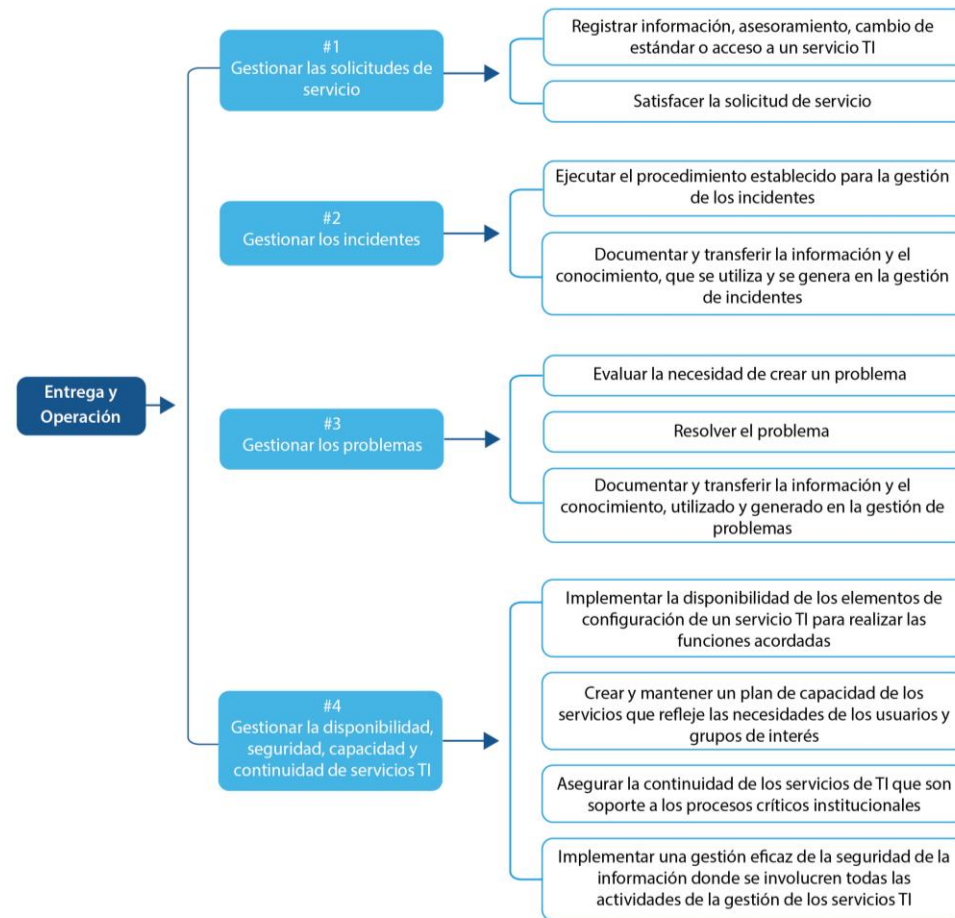 #1
Gestionar las solicitudes de
servicio
Registrar información, asesoramiento, cambio de
estándar o acceso a un servicio TI
Satisfacer la solicitud de servicio
#2
Gestionar los incidentes
Ejecutar el procedimiento establecido para la gestión
de los incidentes
Documentar y transferir la información y el
conocimiento, que se utiliza y se genera en la gestión
de incidentes
Entrega y
Operación
#3
Gestionar los problemas
Evaluar la necesidad de crear un problema
Resolver el problema
Documentar y transferir la información y el
conocimiento, utilizado y generado en la gestión de
problemas
#4
Gestionar la disponibilidad,
seguridad, capacidad y
continuidad de servicios TI
Implementar la disponibilidad de los elementos de
configuración de un servicio TI para realizar las
funciones acordadas
Crear y mantener un plan de capacidad de los
servicios que refleje las necesidades de los usuarios y
grupos de interés
Asegurar la continuidad de los servicios de TI que son
soporte a los procesos críticos institucionales
Implementar una gestión eficaz de la seguridad de la
información donde se involucren todas las
actividades de la gestión de los servicios TI